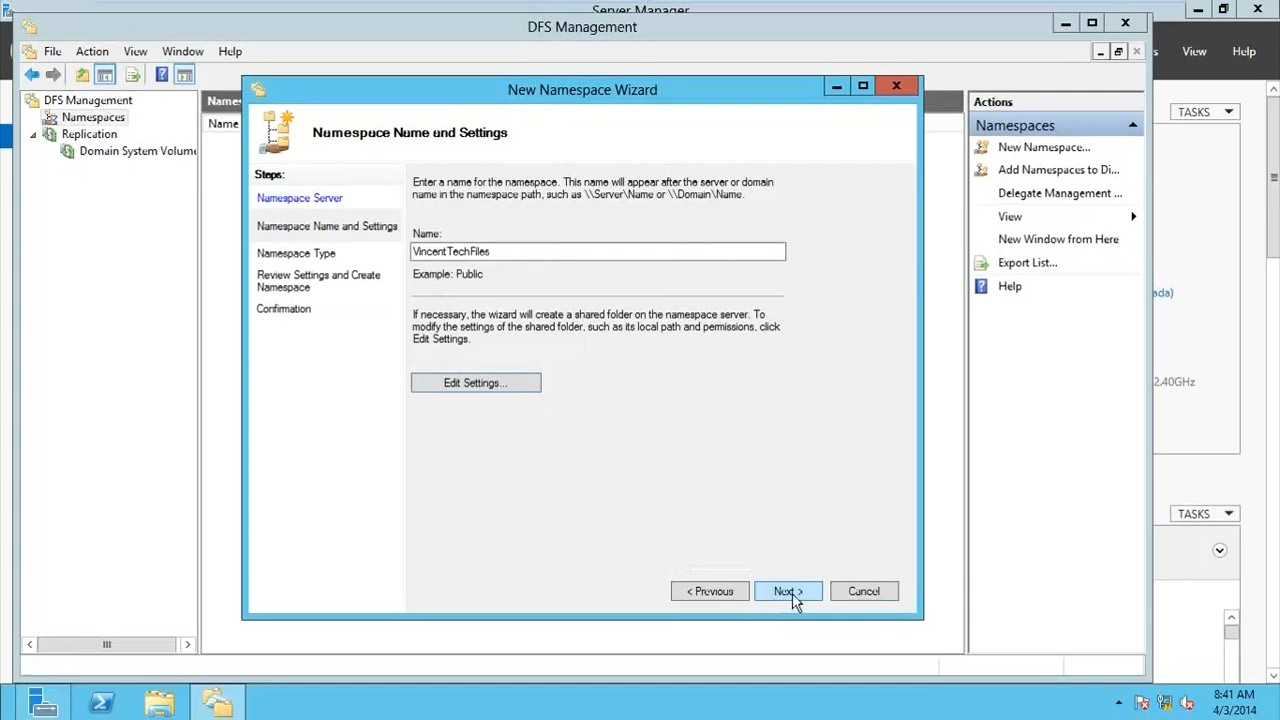 Server Manager
DFS Management
File Action View Window Help
View Help
DFS Management
Namespaces
Replication
Domain System Volume
Name
New Namespace Wizard
Namespace Name and Settings
Steps:
Namespace Server
Namespace Name and Settings
Namespace Type
Review Settings and Create
Namespace
Confirmation
Enter a name for the namespace. This name will appear after the server or domain
name in the namespace path, such as \\Server\Name or \\Domain\Name.
Name:
VincentTechFiles
Example: Public
If necessary, the wizard will create a shared folder on the namespace server. To
modify the settings of the shared folder, such as its local path and permissions, click
Edit Settings.
Edit Settings...
< Previous Next > Cancel
Actions
Namespaces
New Namespace...
Add Namespaces to Di...
Delegate Management ...
View
New Window from Here
Export List...
Help
TASKS
ada)
2.40GHz
TASKS
8:41 AM
4/3/2014